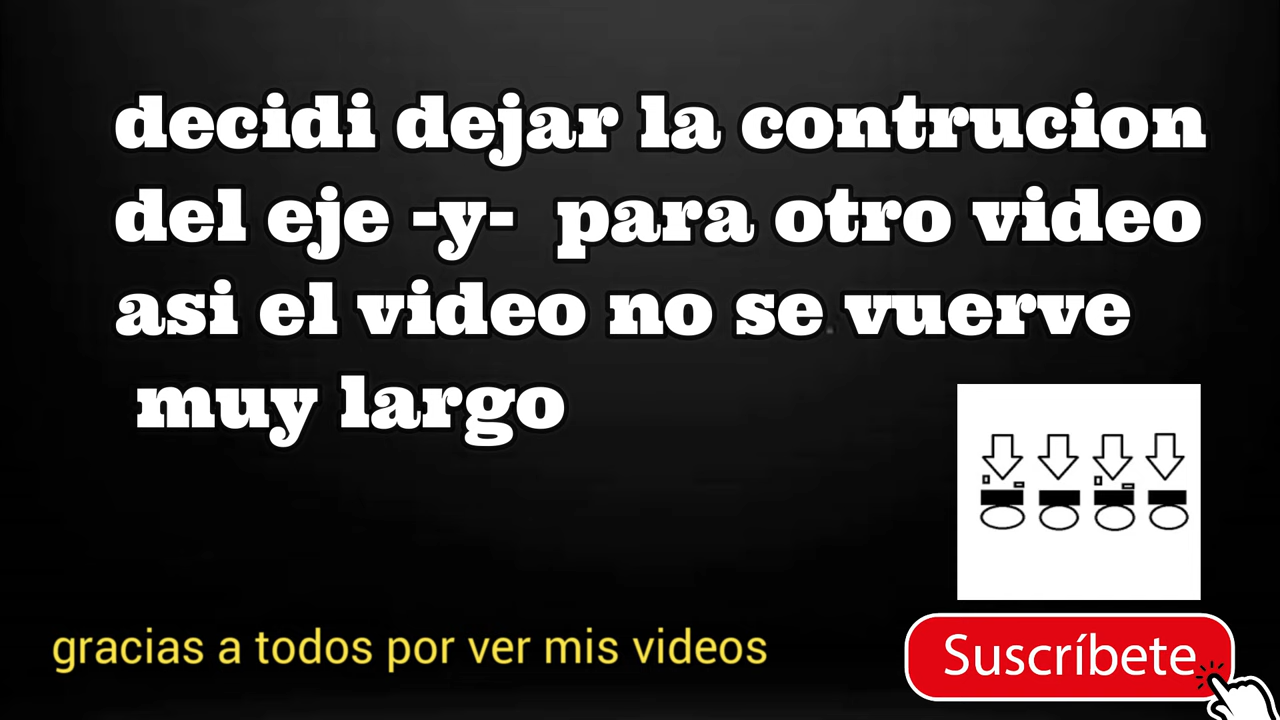 decidi dejar la contrucion
del eje -y- para otro video
asi el video no se vuerve
muy largo
gracias a todos por ver mis videos
Suscríbete